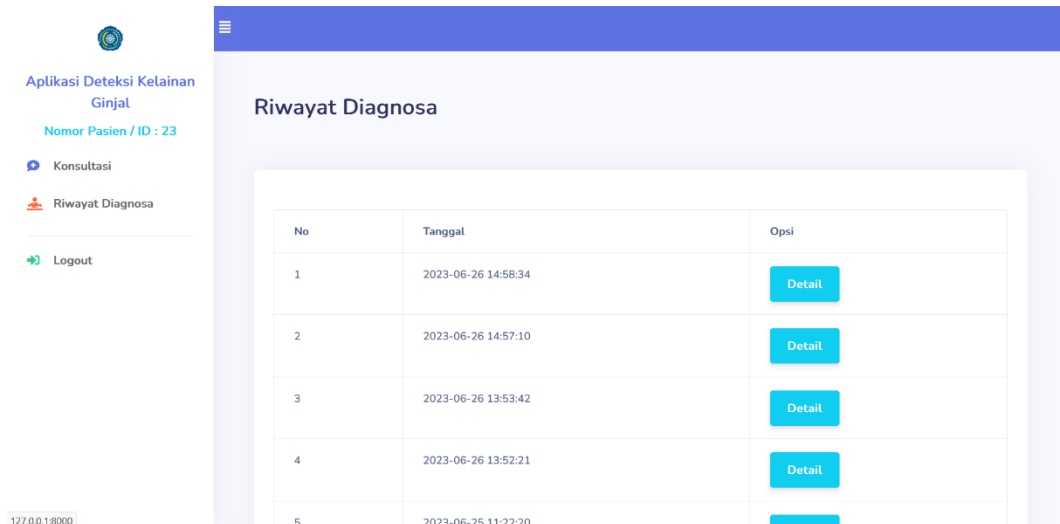 Aplikasi Deteksi Kelainan
Ginjal
Nomor Pasien / ID : 23
Konsultasi
Riwayat Diagnosa
Logout
127.0.0.1:8000
Riwayat Diagnosa
No Tanggal Opsi
1 2023-06-26 14:58:34 Detail
2 2023-06-26 14:57:10 Detail
3 2023-06-26 13:53:42 Detail
4 2023-06-26 13:52:21 Detail
5 2023-06-25 11:22:20